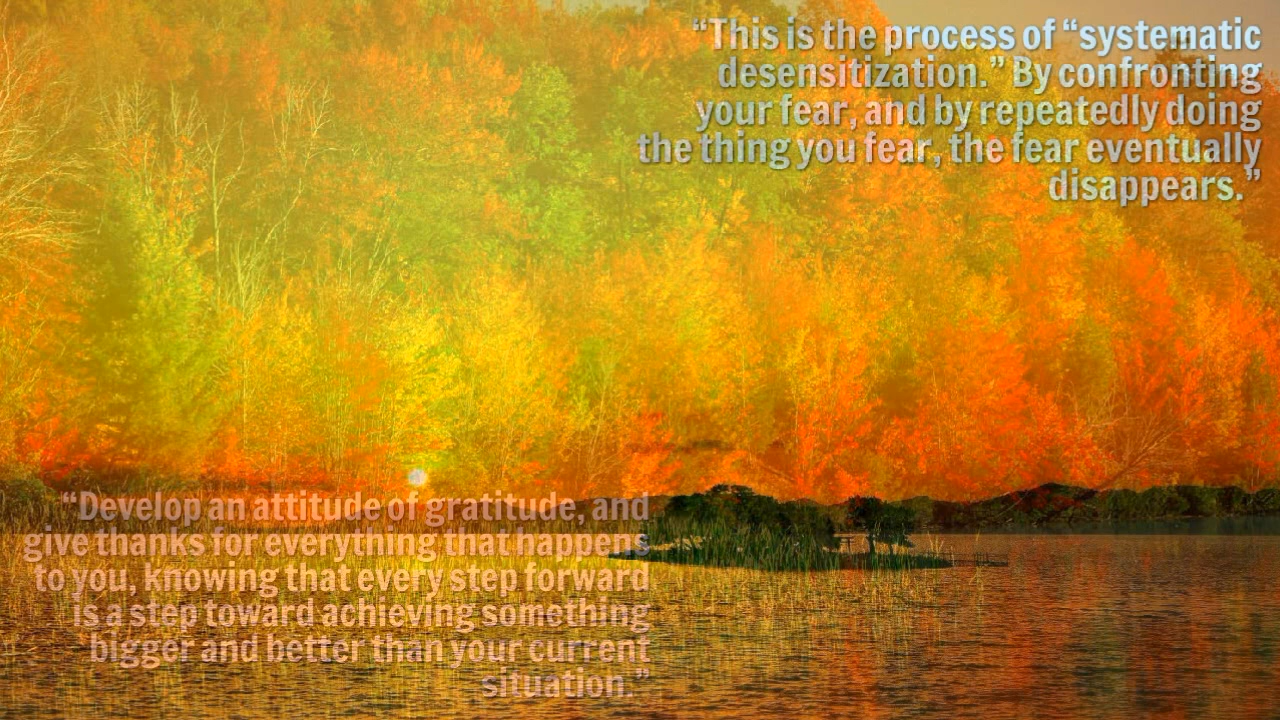 “This is the process of “systematic
desensitization.” By confronting
your fear, and by repeatedly doing
the thing you fear, the fear eventually
disappears.”
“Develop an attitude of gratitude, and
give thanks for everything that happens
to you, knowing that every step forward
is a step toward achieving something
bigger and better than your current
situation.”